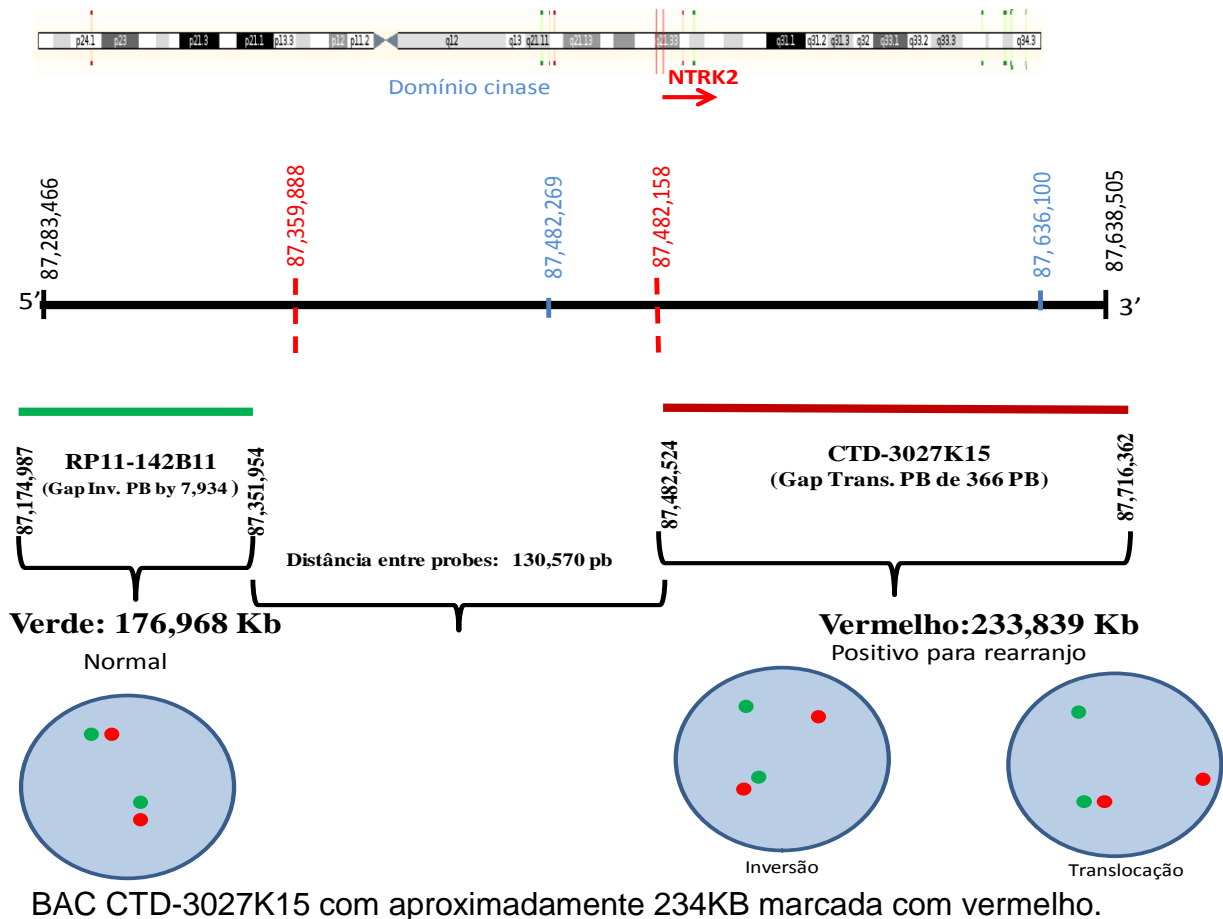 p24.1 p23 p21.3 p21.1 p13.3 p12 p11.2 q12 q13 q21.11 q21.13 q21.33 q31.1 q31.2 q31.3 q32 q33.1 q33.2 q33.3 q34.3
Domínio cinase
NTRK2
87,283,466
87,359,888
87,482,269
87,482,158
87,636,100
87,638,505
5’
3’
RP11-142B11
(Gap Inv. PB by 7,934 )
87,174,987
87,351,954
CTD-3027K15
(Gap Trans. PB de 366 PB)
87,482,524
87,716,362
Distância entre probes: 130,570 pb
Verde: 176,968 Kb
Vermelho:233,839 Kb
Normal
Positivo para rearranjo
Inversão
Translocação
BAC CTD-3027K15 com aproximadamente 234KB marcada com vermelho.